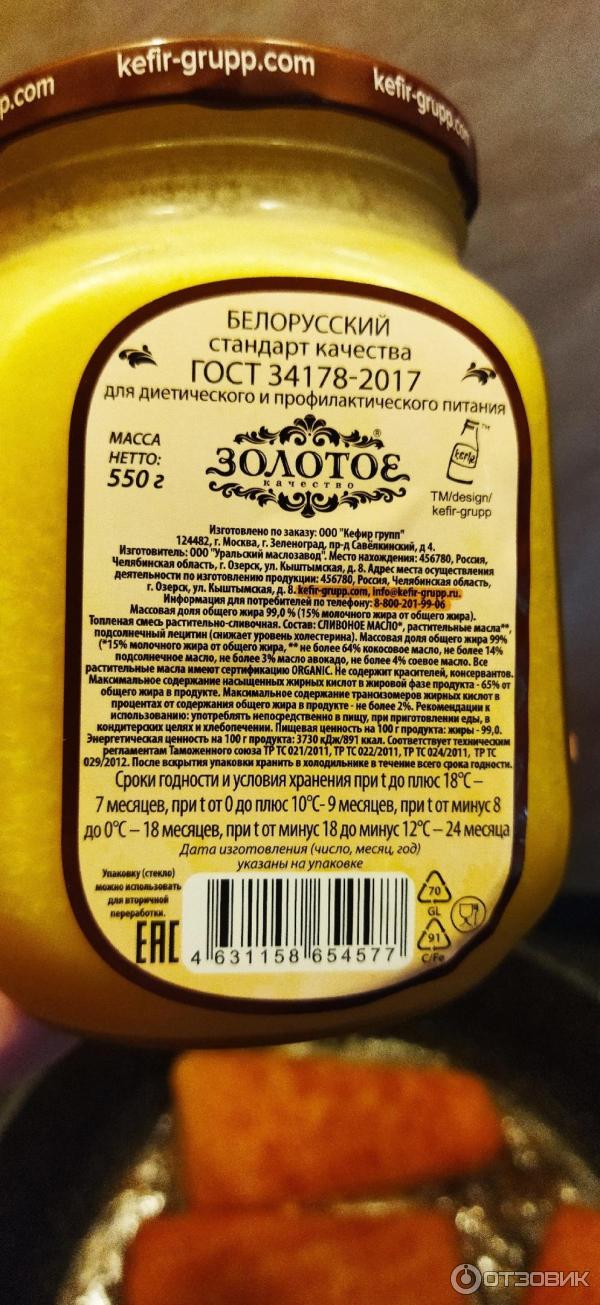 p.com
kefir-grupp.com
kefir-grupp.com
БЕЛОРУССКИЙ
стандарт качества
ГОСТ 34178-2017
для диетического и профилактического питания
МАССА
НЕТТО:
550 г
ЗОЛОТОЕ®
качество
kefir
TM/design/
kefir-grupp
Изготовлено по заказу: ООО "Кефир групп"
124482, г. Москва, г. Зеленоград, пр-д Савёлкинский, д 4.
Изготовитель: ООО "Уральский маслозавод". Место нахождения: 456780, Россия,
Челябинская область, г. Озерск, ул. Кыштымская, д. 8. Адрес места осуществления
деятельности по изготовлению продукции: 456780, Россия, Челябинская область,
г. Озерск, ул. Кыштымская, д. 8. kefir-grupp.com, info@kefir-grupp.ru.
Информация для потребителей по телефону: 8-800-201-99-06
Массовая доля общего жира 99,0 % (15% молочного жира от общего жира).
Топленая смесь растительно-сливочная. Состав: СЛИВОЧНОЕ МАСЛО*, растительные масла**,
подсолнечный лецитин (снижает уровень холестерина). Массовая доля общего жира 99%
(*15% молочного жира от общего жира, ** не более 64% кокосовое масло, не более 14%
подсолнечное масло, не более 3% масло авокадо, не более 4% соевое масло. Все
растительные масла имеют сертификацию ORGANIC. Не содержит красителей, консервантов.
Максимальное содержание насыщенных жирных кислот в жировой фазе продукта - 65% от
общего жира в продукте. Максимальное содержание трансизомеров жирных кислот в
процентах от содержания общего жира в продукте - не более 2%. Рекомендации к
использованию: употреблять непосредственно в пищу, при приготовлении еды, в
кондитерских целях и хлебопечении. Пищевая ценность на 100 г продукта: жиры - 99,0.
Энергетическая ценность на 100 г продукта: 3730 кДж/891 ккал. Соответствует техническим
регламентам Таможенного союза ТР ТС 021/2011, ТР ТС 022/2011, ТР ТС 024/2011, ТР ТС
029/2012. После вскрытия упаковки хранить в холодильнике в течение всего срока годности.
Сроки годности и условия хранения при t до плюс 18°С –
7 месяцев, при t от 0 до плюс 10°С- 9 месяцев, при t от минус 8
до 0°С – 18 месяцев, при t от минус 18 до минус 12°С – 24 месяца
Дата изготовления (число, месяц, год)
указаны на упаковке
Упаковку (стекло)
можно использовать
для вторичной
переработки.
EAC
4 631158 654577
70
GL
91
C/Fe
ОТЗОВИК